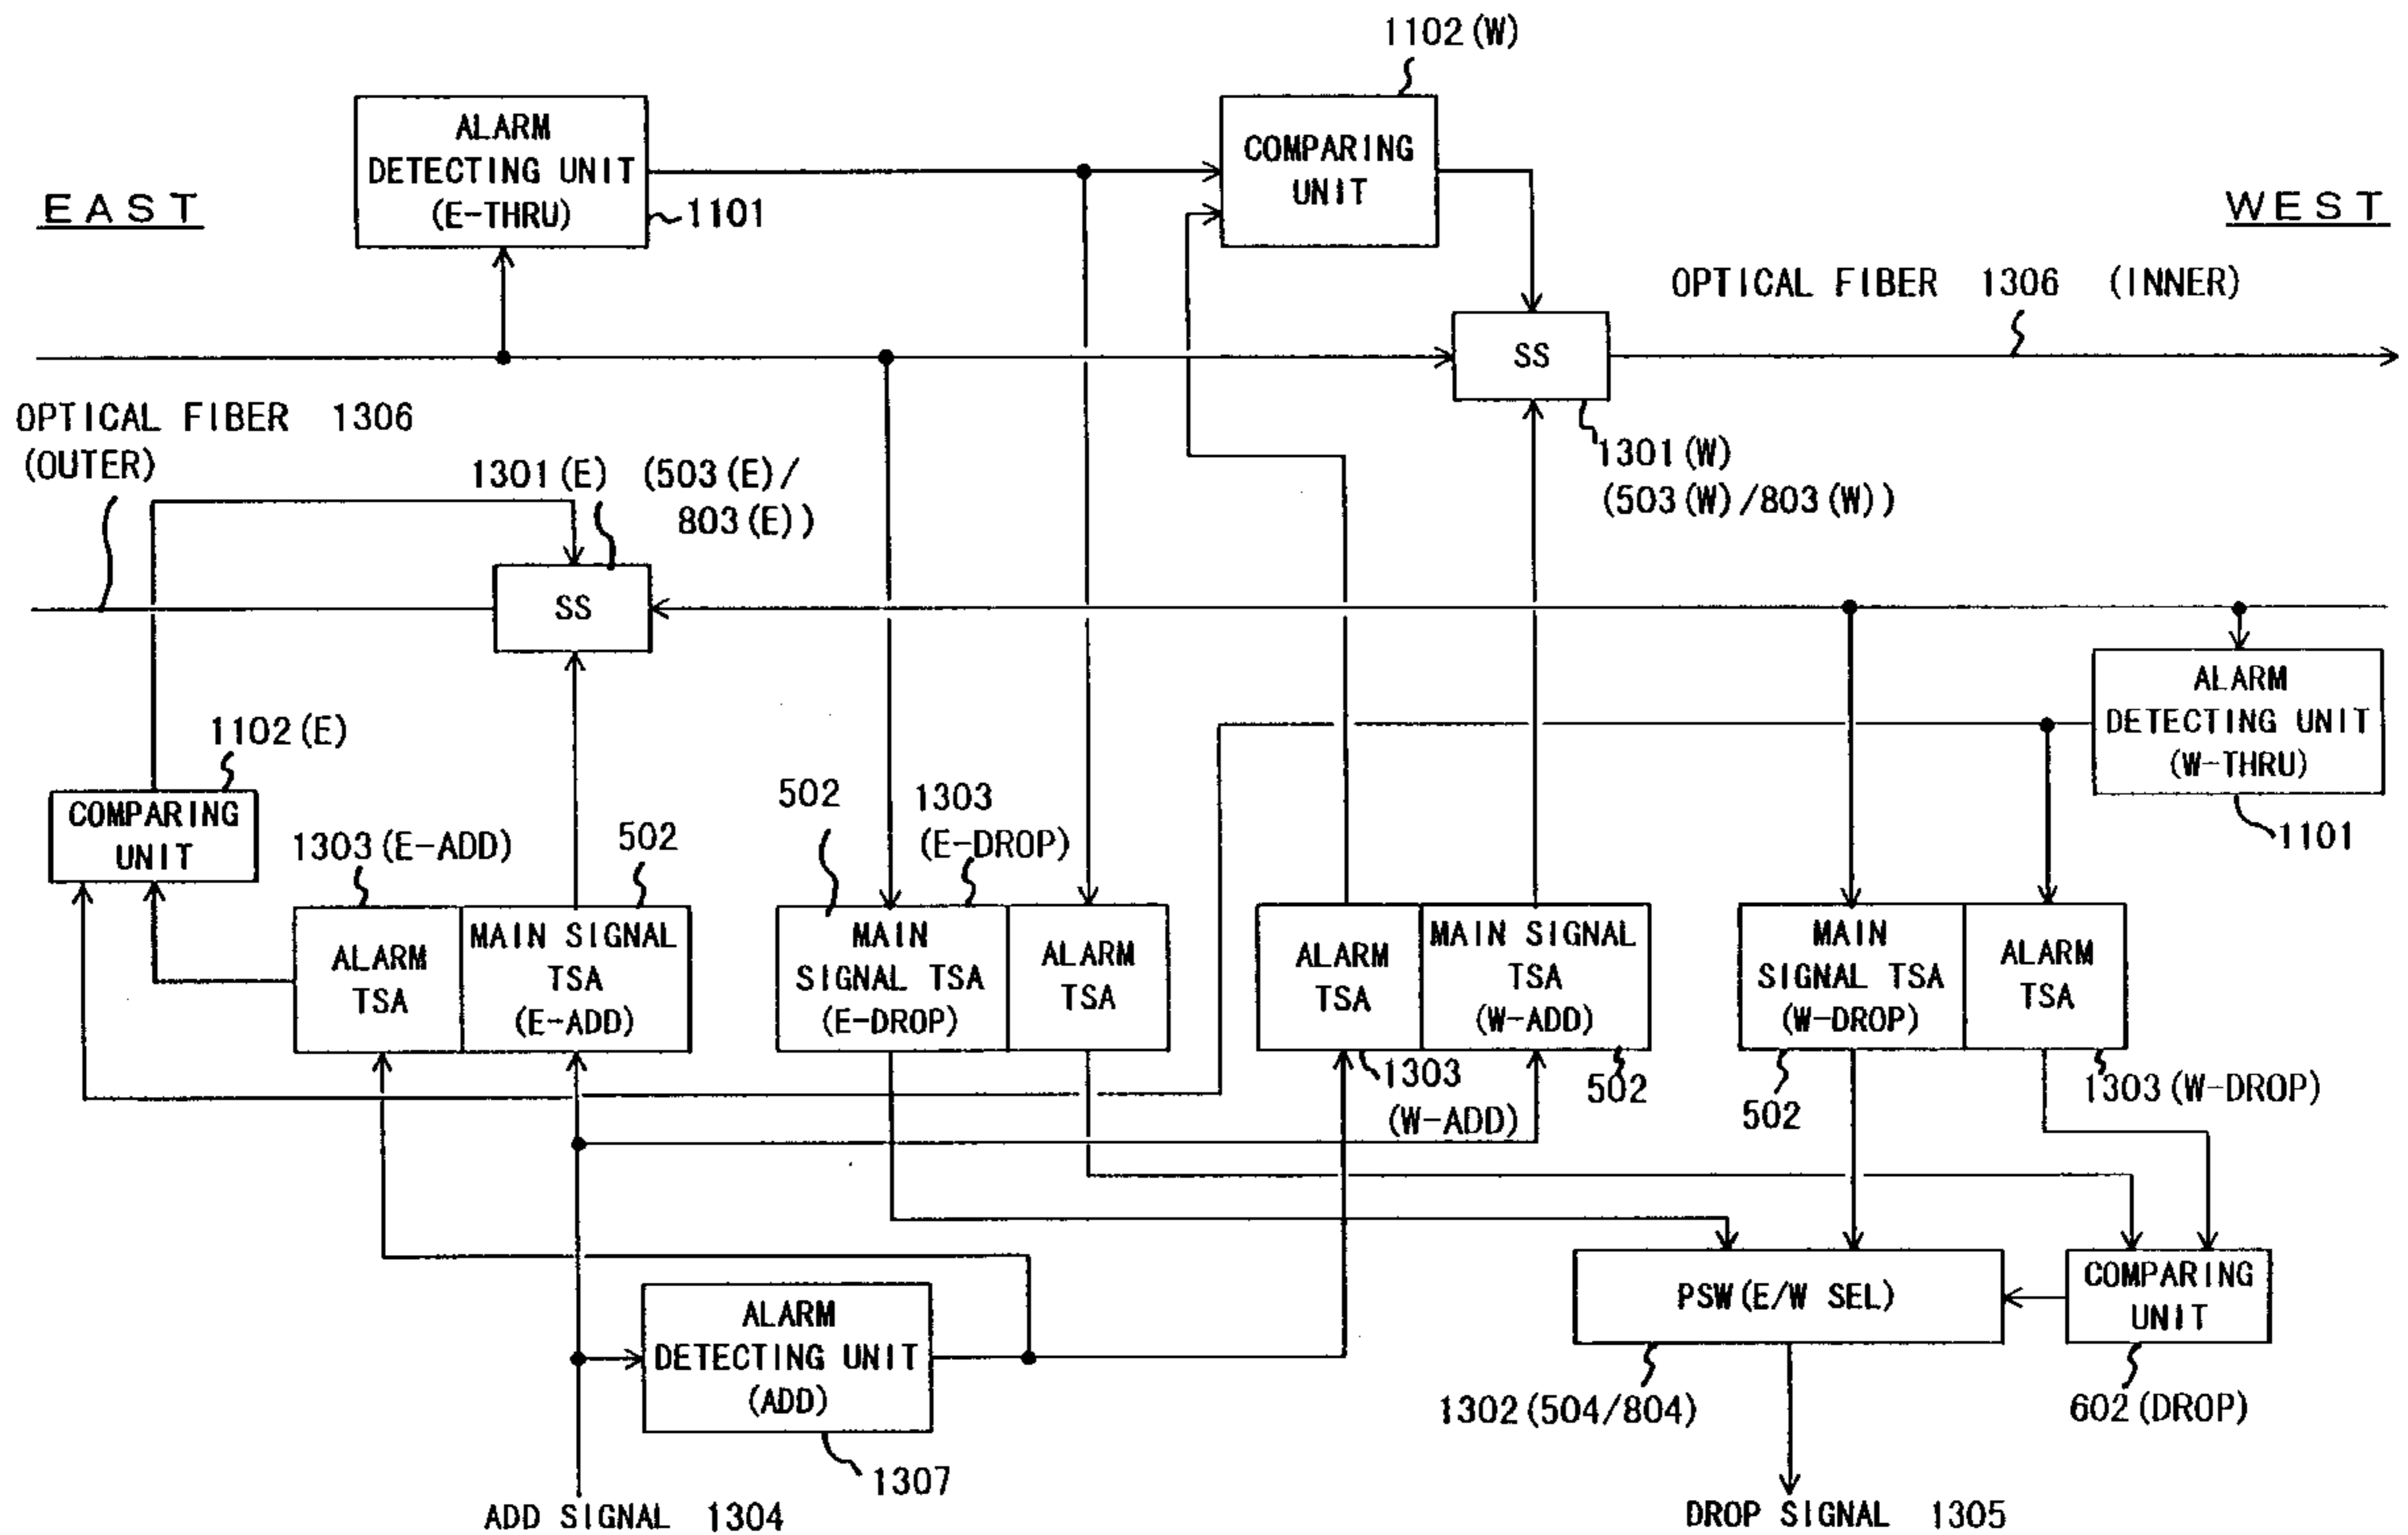 1102(W)
ALARM
DETECTING UNIT
(E-THRU)
1101
COMPARING
UNIT
EAST
WEST
OPTICAL FIBER 1306 (INNER)
SS
OPTICAL FIBER 1306
(OUTER)
1301(E) (503(E)/
803(E))
1301(W)
(503(W)/803(W))
SS
ALARM
DETECTING UNIT
(W-THRU)
1101
1102(E)
COMPARING
UNIT
1303(E-ADD)
502
502
1303
(E-DROP)
ALARM
TSA
MAIN SIGNAL
TSA
(E-ADD)
MAIN
SIGNAL TSA
(E-DROP)
ALARM
TSA
ALARM
TSA
MAIN SIGNAL
TSA
(W-ADD)
MAIN
SIGNAL TSA
(W-DROP)
ALARM
TSA
1303
(W-ADD)
502
502
1303(W-DROP)
ALARM
DETECTING UNIT
(ADD)
1307
PSW(E/W SEL)
COMPARING
UNIT
1302(504/804)
602(DROP)
ADD SIGNAL 1304
DROP SIGNAL 1305